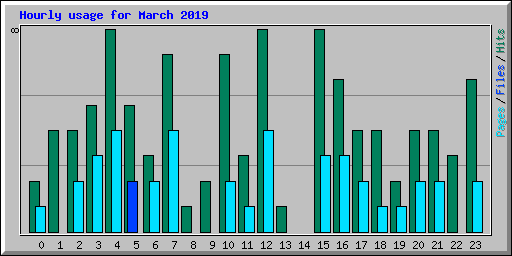 Hourly usage for March 2019
8
Pages/Files/Hits
0 1 2 3 4 5 6 7 8 9 10 11 12 13 14 15 16 17 18 19 20 21 22 23